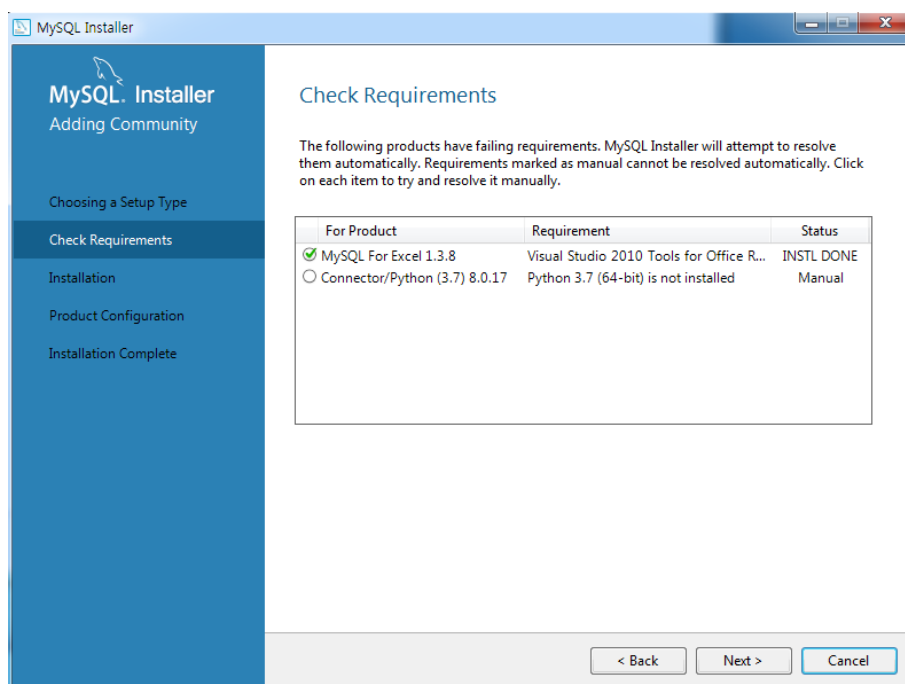 MySQL Installer
MySQL. Installer
Adding Community
Choosing a Setup Type
Check Requirements
Installation
Product Configuration
Installation Complete
Check Requirements
The following products have failing requirements. MySQL Installer will attempt to resolve
them automatically. Requirements marked as manual cannot be resolved automatically. Click
on each item to try and resolve it manually.
For Product Requirement Status
MySQL For Excel 1.3.8 Visual Studio 2010 Tools for Office R... INSTL DONE
Connector/Python (3.7) 8.0.17 Python 3.7 (64-bit) is not installed Manual
< Back Next > Cancel